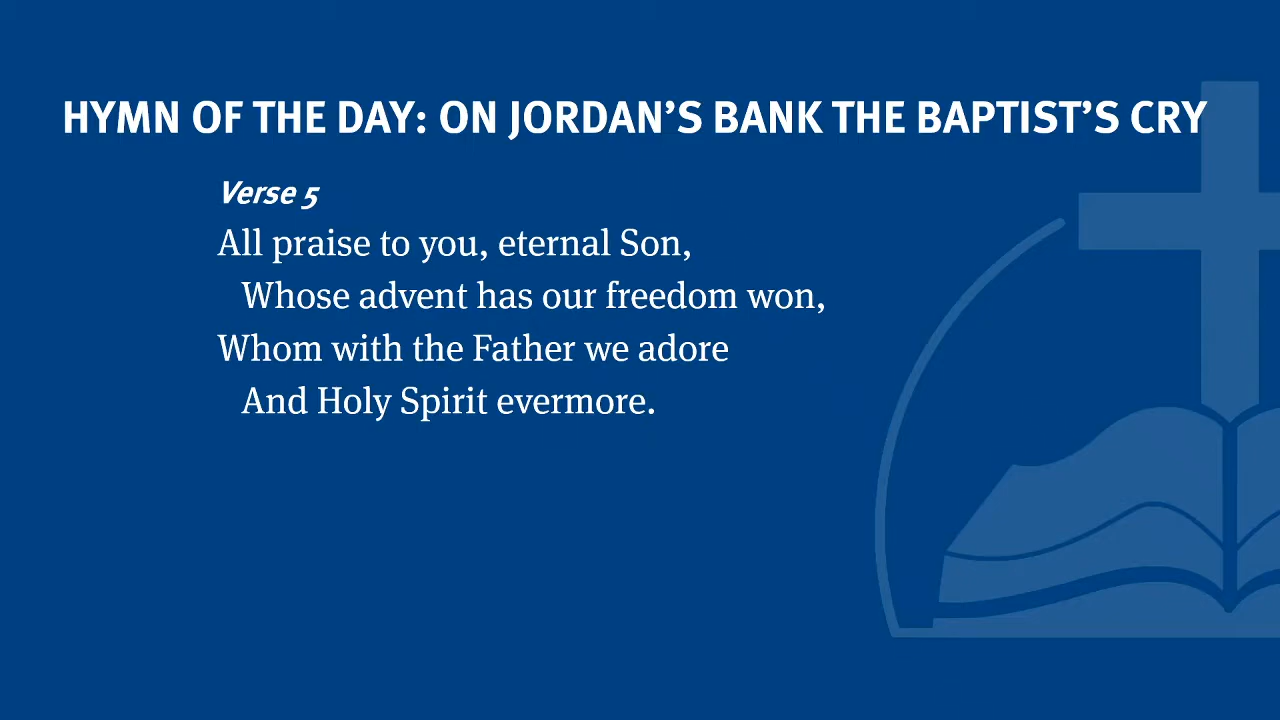 HYMN OF THE DAY: ON JORDAN’S BANK THE BAPTIST’S CRY
Verse 5
All praise to you, eternal Son,
Whose advent has our freedom won,
Whom with the Father we adore
And Holy Spirit evermore.